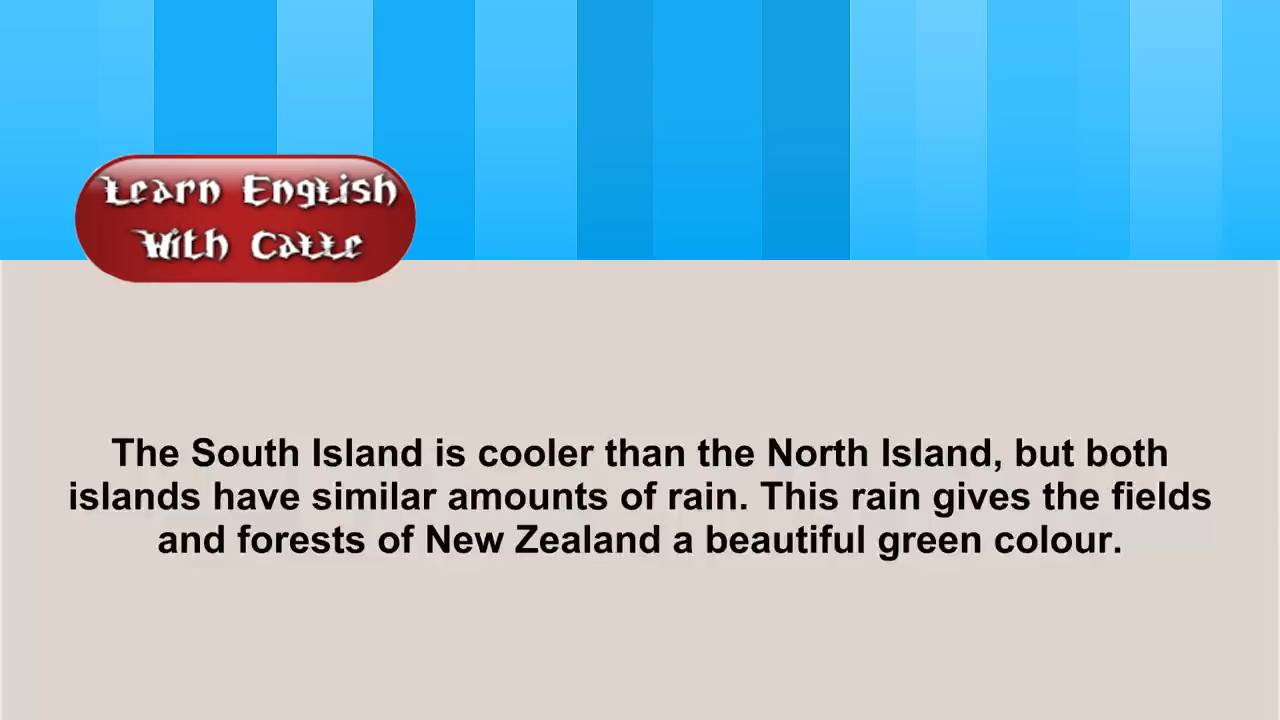 Learn English
With Catte
The South Island is cooler than the North Island, but both
islands have similar amounts of rain. This rain gives the fields
and forests of New Zealand a beautiful green colour.